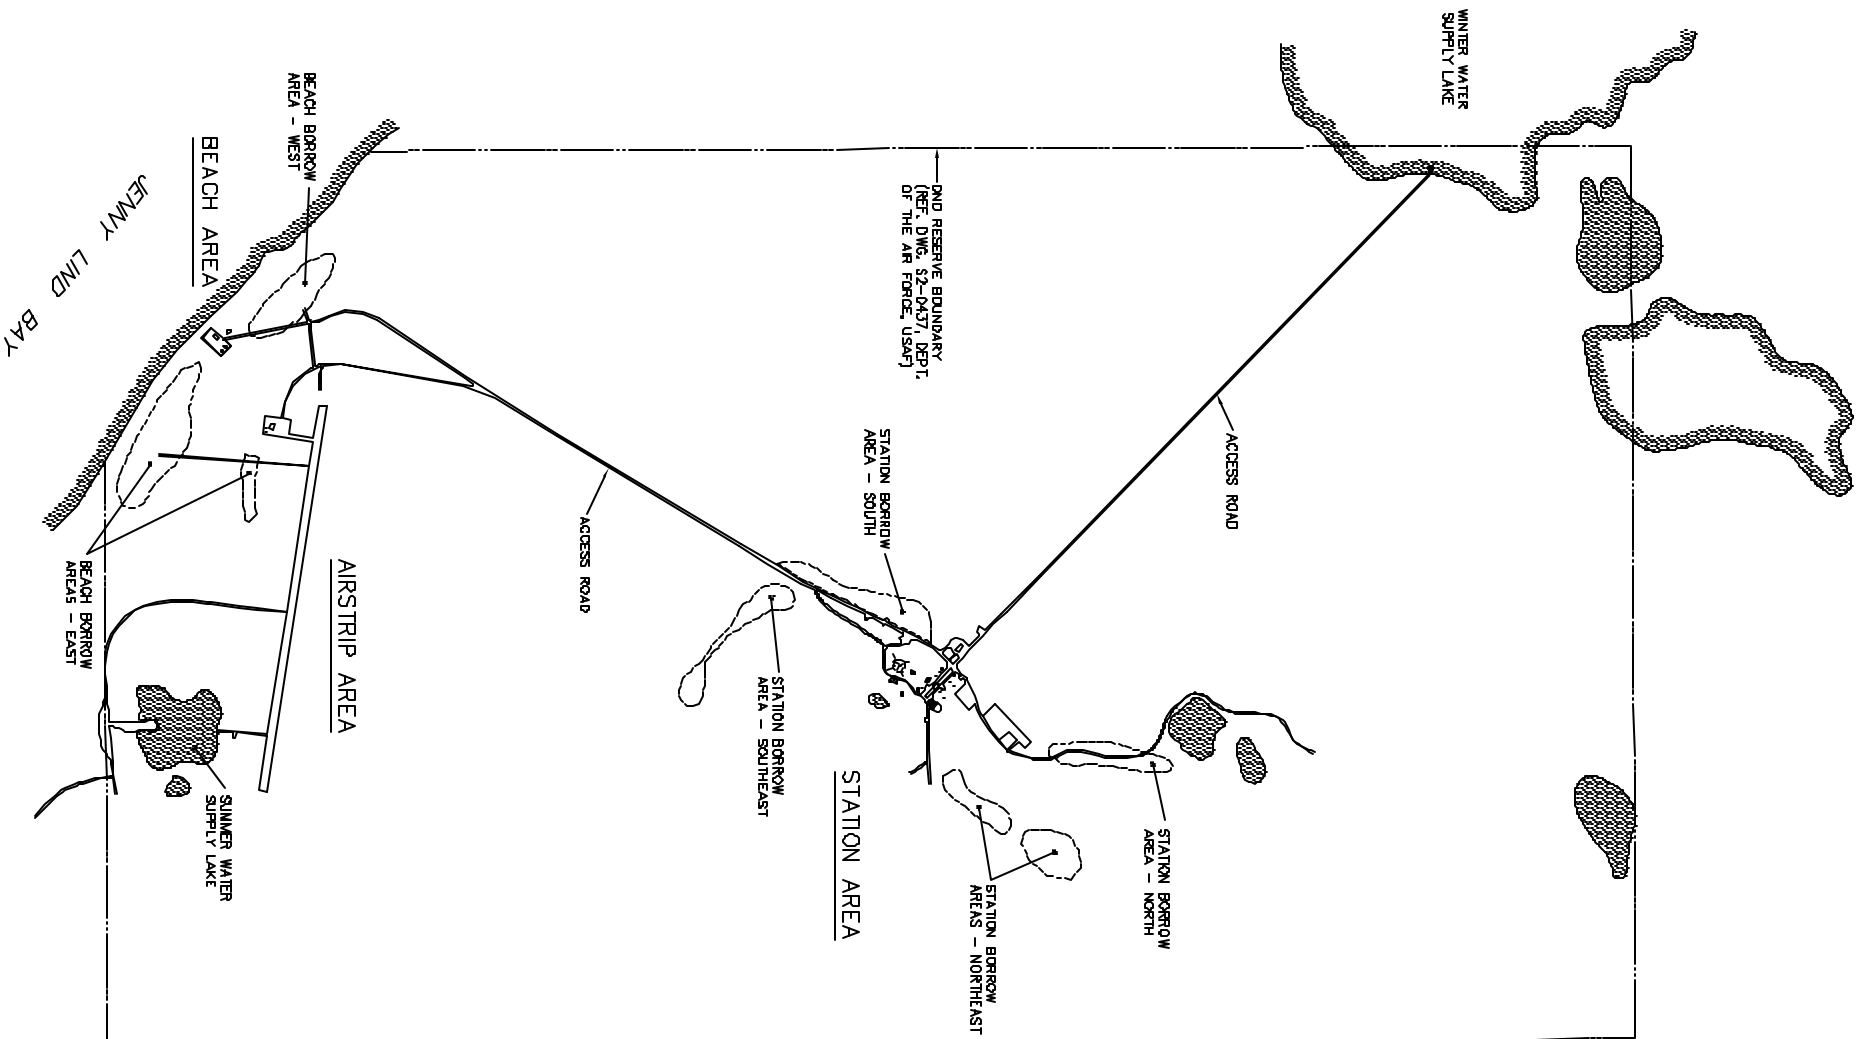 WINTER WATER
SUPPLY LAKE
BEACH BORROW
AREA - WEST
BEACH AREA
JENNY LIND BAY
DND RESERVE BOUNDARY
(REF. DWG. S2-0437, DEPT.
OF THE AIR FORCE, USAF)
ACCESS ROAD
STATION BORROW
AREA - SOUTH
ACCESS ROAD
BEACH BORROW
AREAS - EAST
AIRSTRIP AREA
STATION BORROW
AREA - SOUTHEAST
SUMMER WATER
SUPPLY LAKE
STATION AREA
STATION BORROW
AREA - NORTH
STATION BORROW
AREAS - NORTHEAST